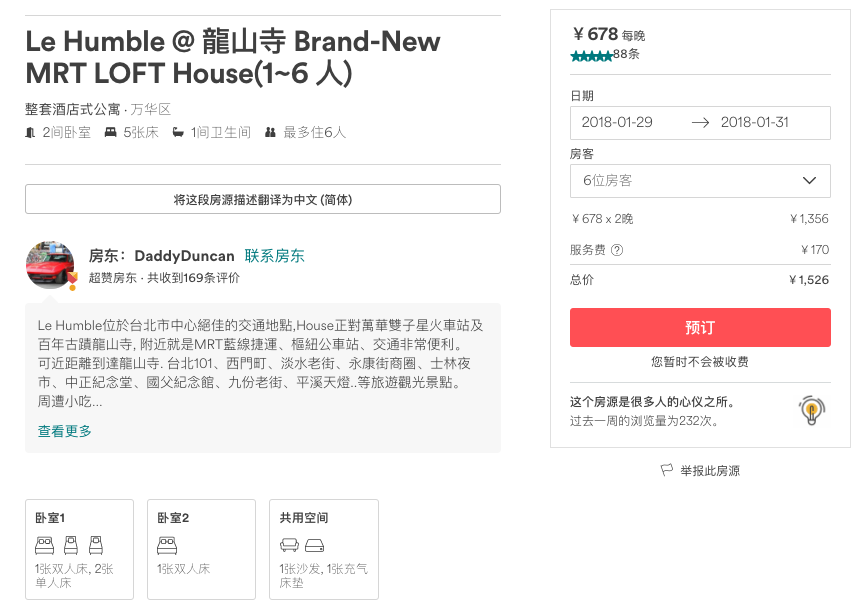 Le Humble @ 龍山寺 Brand-New
MRT LOFT House(1~6 人)
整套酒店式公寓 · 万华区
2间卧室 5张床 1间卫生间 最多住6人
将这段房源描述翻译为中文 (简体)
房东：DaddyDuncan 联系房东
超赞房东 · 共收到169条评价
Le Humble位於台北市中心絕佳的交通地點,House正對萬華雙子星火車站及
百年古蹟龍山寺, 附近就是MRT藍線捷運、樞紐公車站、交通非常便利。
可近距離到達龍山寺. 台北101、西門町、淡水老街、永康街商圈、士林夜
市、中正紀念堂、國父紀念館、九份老街、平溪天燈..等旅遊觀光景點。
周遭小吃...
查看更多
卧室1
1张双人床, 2张
单人床
卧室2
1张双人床
共用空间
1张沙发, 1张充气
床垫
￥678 每晚
88条
日期
2018-01-29 → 2018-01-31
房客
6位房客
￥678 x 2晚 ￥1,356
服务费 ? ￥170
总价 ￥1,526
预订
您暂时不会被收费
这个房源是很多人的心仪之所。
过去一周的浏览量为232次。
举报此房源